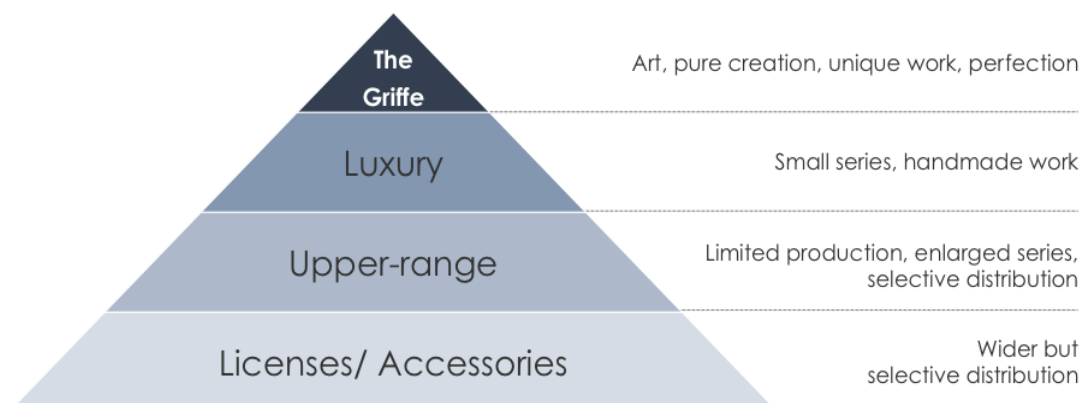 The
Griffe
Art, pure creation, unique work, perfection
Luxury
Small series, handmade work
Upper-range
Limited production, enlarged series,
selective distribution
Licenses/ Accessories
Wider but
selective distribution